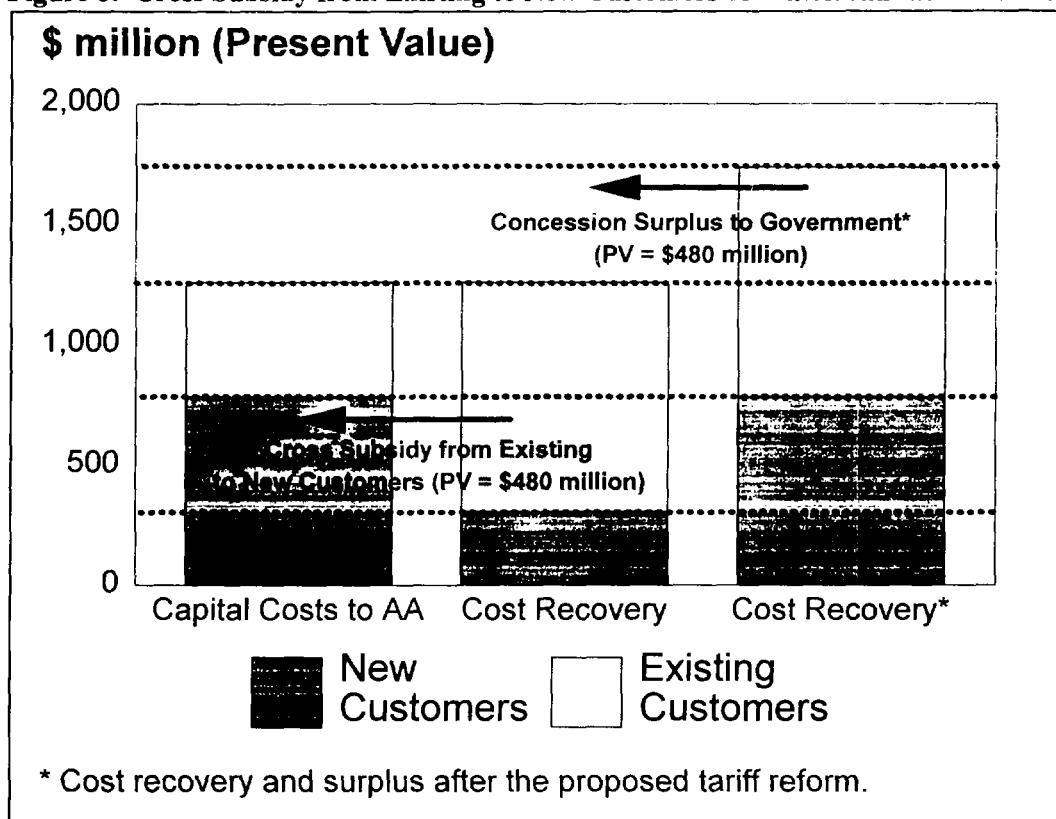 $ million (Present Value)
2,000
Concession Surplus to Government*
(PV = $480 million)
1,500
1,000
Cross Subsidy from Existing
to New Customers (PV = $480 million)
500
0
Capital Costs to AA Cost Recovery Cost Recovery*
New
Customers
Existing
Customers
* Cost recovery and surplus after the proposed tariff reform.